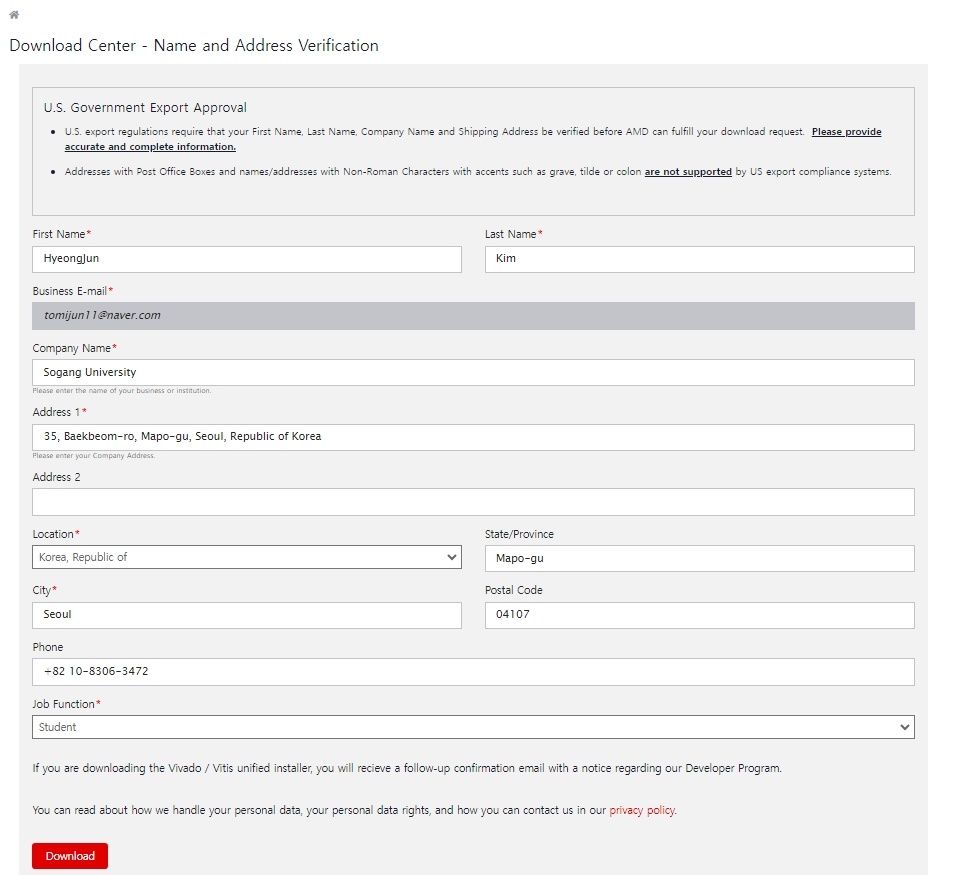 Download Center - Name and Address Verification
U.S. Government Export Approval
• U.S. export regulations require that your First Name, Last Name, Company Name and Shipping Address be verified before AMD can fulfill your download request. Please provide
accurate and complete information.
• Addresses with Post Office Boxes and names/addresses with Non-Roman Characters with accents such as grave, tilde or colon are not supported by US export compliance systems.
First Name* Last Name*
HyeongJun Kim
Business E-mail*
tomijun11@naver.com
Company Name*
Sogang University
Please enter the name of your business or institution.
Address 1*
35, Baekbeom-ro, Mapo-gu, Seoul, Republic of Korea
Please enter your Company Address.
Address 2
Location* State/Province
Korea, Republic of Mapo-gu
City* Postal Code
Seoul 04107
Phone
+82 10-8306-3472
Job Function*
Student
If you are downloading the Vivado / Vitis unified installer, you will recieve a follow-up confirmation email with a notice regarding our Developer Program.
You can read about how we handle your personal data, your personal data rights, and how you can contact us in our privacy policy.
Download